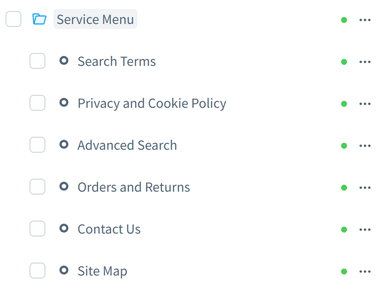 Service Menu
Search Terms
Privacy and Cookie Policy
Advanced Search
Orders and Returns
Contact Us
Site Map